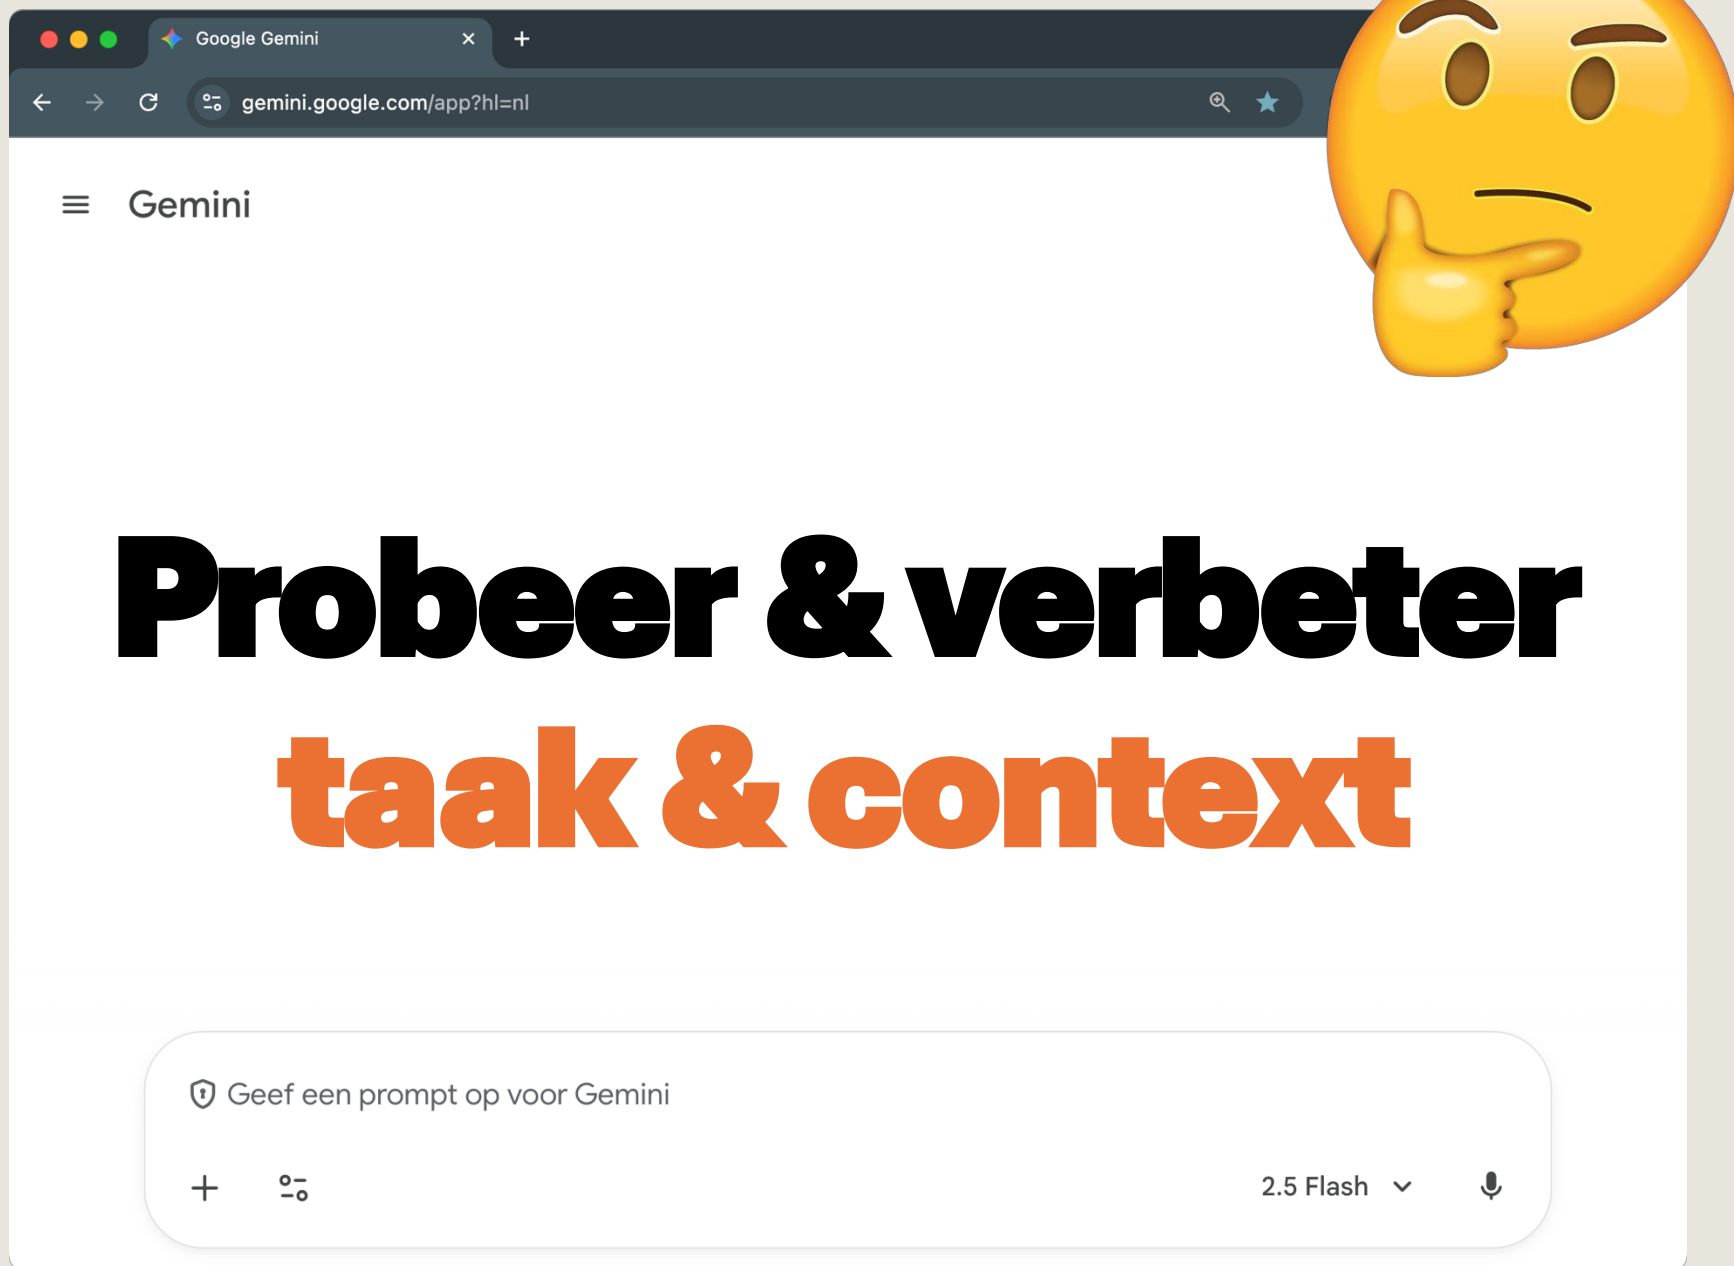 Google Gemini
gemini.google.com/app?hl=nl
Gemini
Probeer & verbeter
taak & context
Geef een prompt op voor Gemini
2.5 Flash